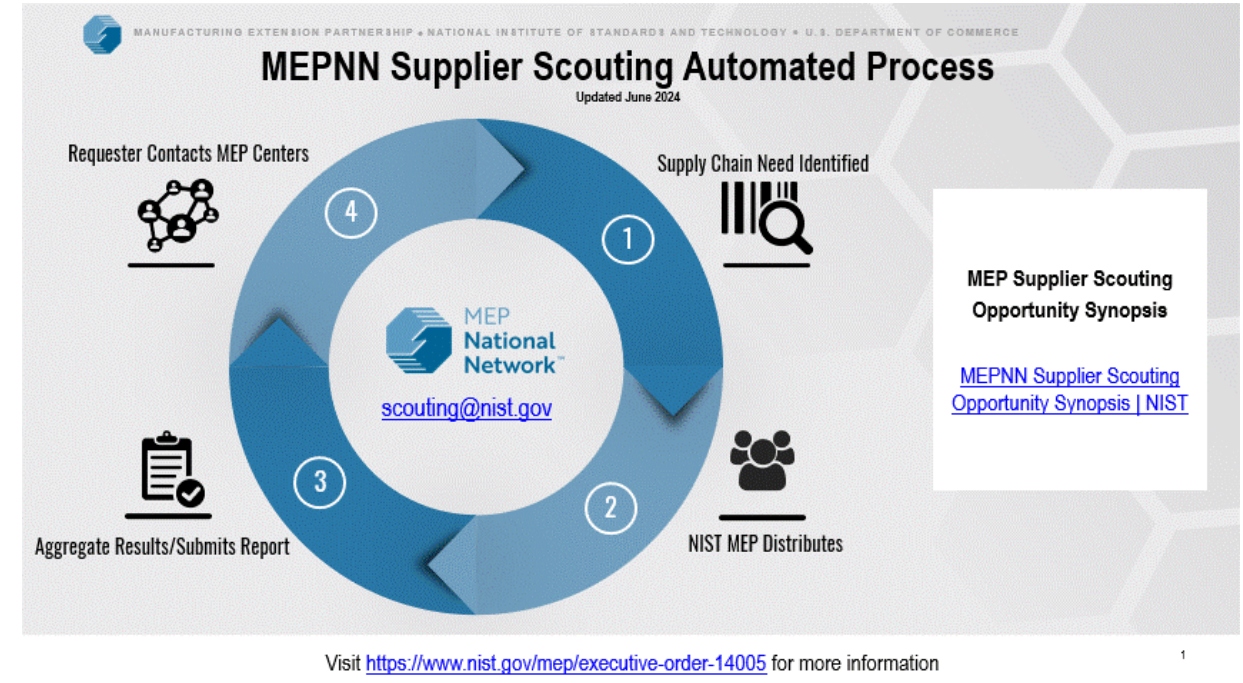 MANUFACTURING EXTENSION PARTNERSHIP • NATIONAL INSTITUTE OF STANDARDS AND TECHNOLOGY • U.S. DEPARTMENT OF COMMERCE
MEPNN Supplier Scouting Automated Process
Updated June 2024
Requester Contacts MEP Centers
Supply Chain Need Identified
4
1
MEP
National
Network™
scouting@nist.gov
MEP Supplier Scouting
Opportunity Synopsis
MEPNN Supplier Scouting
Opportunity Synopsis | NIST
3
2
Aggregate Results/Submits Report
NIST MEP Distributes
Visit https://www.nist.gov/mep/executive-order-14005 for more information
1